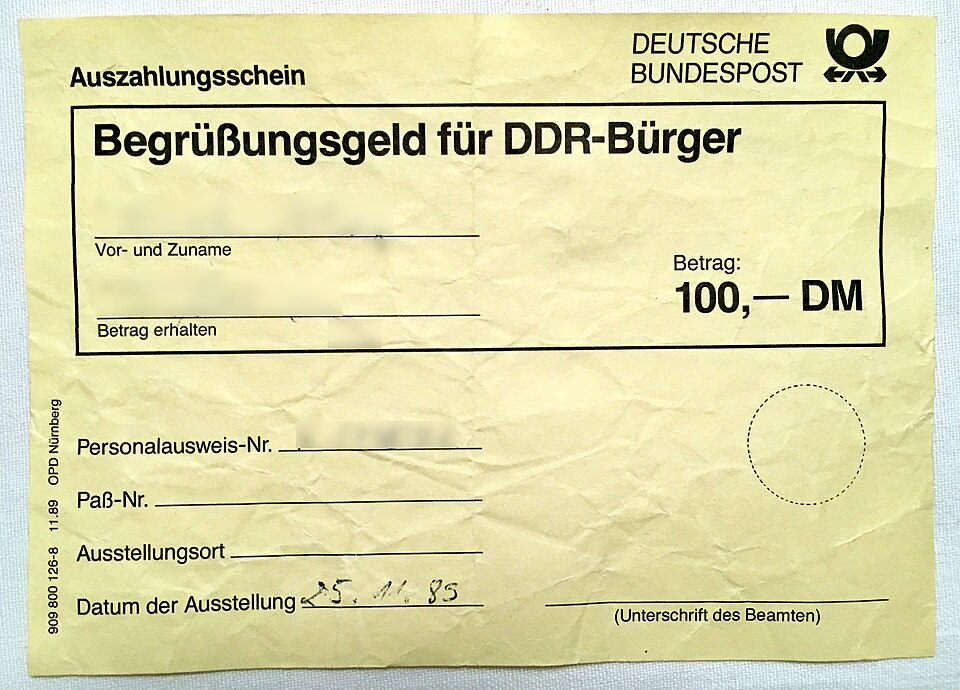 DEUTSCHE
BUNDESPOST
Auszahlungsschein
Begrüßungsgeld für DDR-Bürger
Vor- und Zuname
Betrag:
100,— DM
Betrag erhalten
Personalausweis-Nr.
Paß-Nr.
Ausstellungsort
Datum der Ausstellung 25. 11. 89
(Unterschrift des Beamten)
909 800 126-8 11.89 OPD Nürnberg